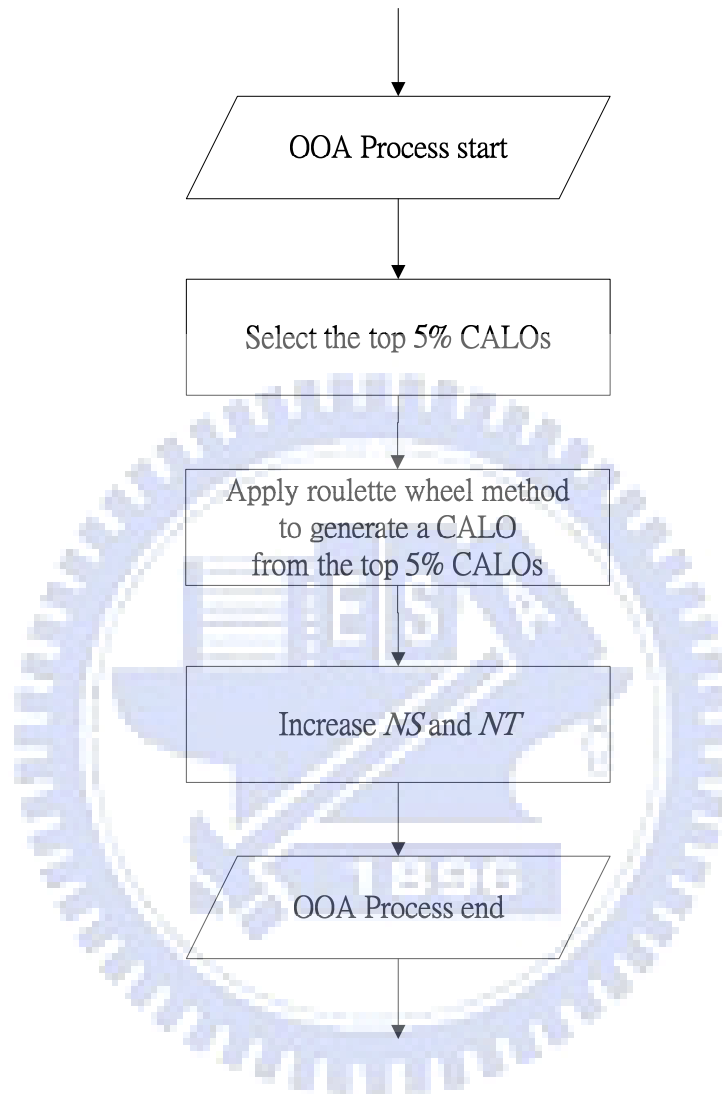 OOA Process start
Select the top 5% CALOs
Apply roulette wheel method
to generate a CALO
from the top 5% CALOs
E S A
Increase NS and NT
1896
OOA Process end